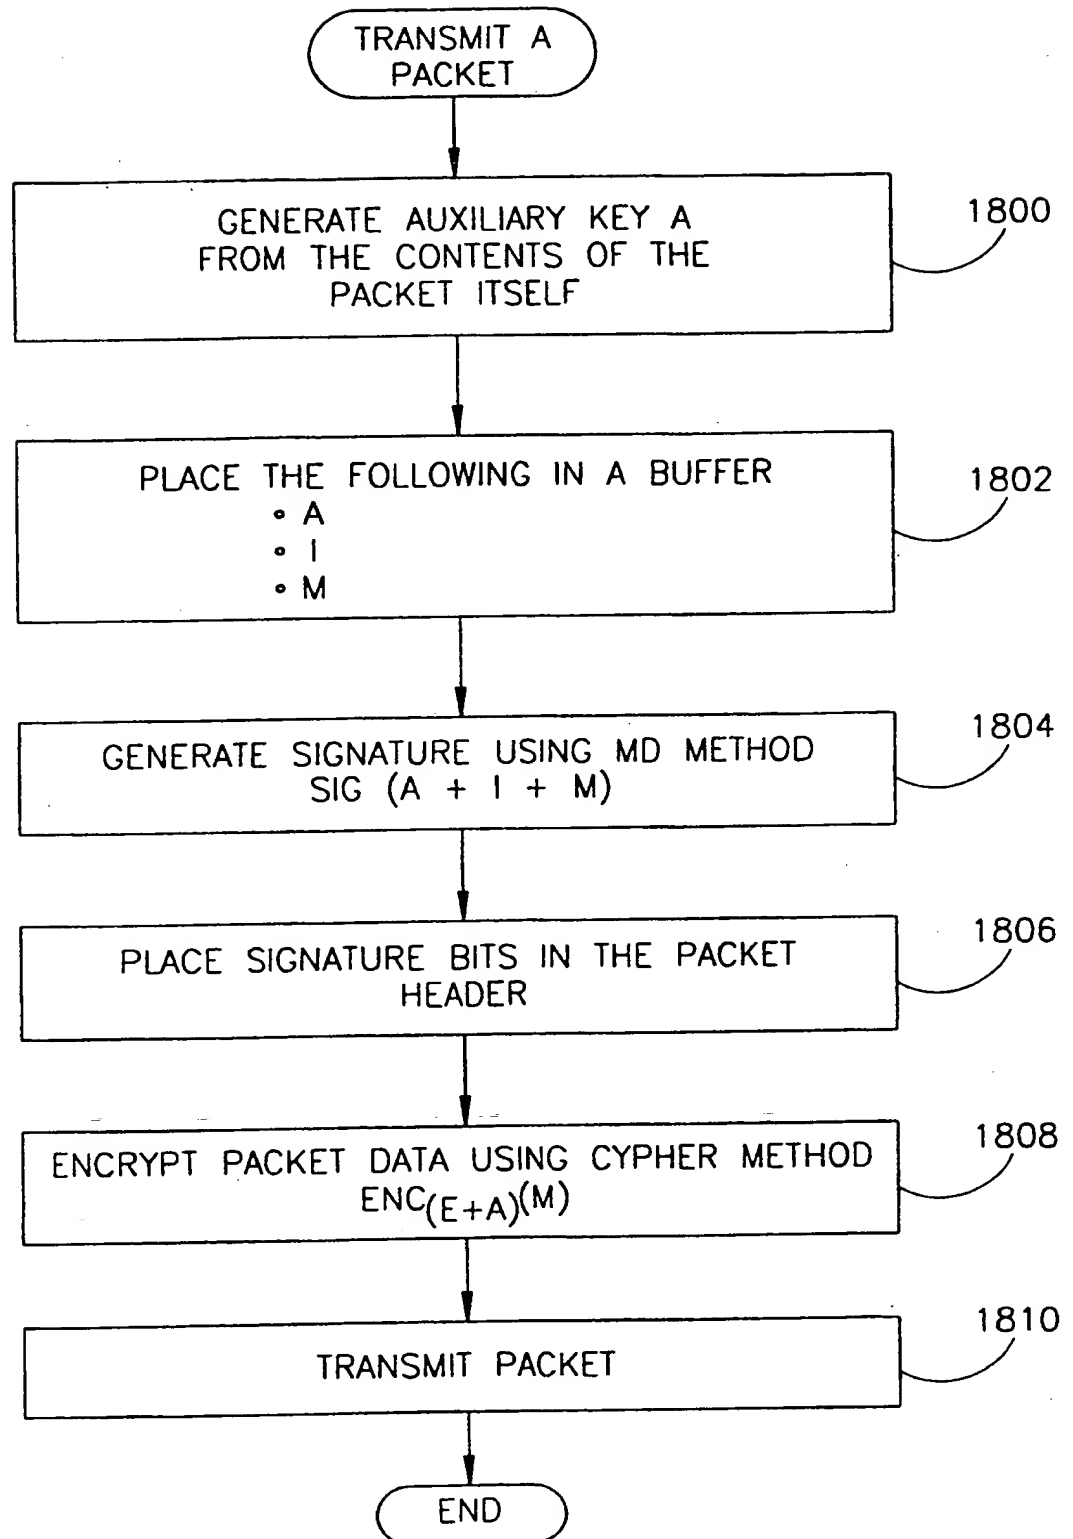 TRANSMIT A
PACKET
GENERATE AUXILIARY KEY A
FROM THE CONTENTS OF THE
PACKET ITSELF
1800
PLACE THE FOLLOWING IN A BUFFER
• A
• I
• M
1802
GENERATE SIGNATURE USING MD METHOD
SIG (A + I + M)
1804
PLACE SIGNATURE BITS IN THE PACKET
HEADER
1806
ENCRYPT PACKET DATA USING CYPHER METHOD
ENC(E+A)(M)
1808
TRANSMIT PACKET
1810
END